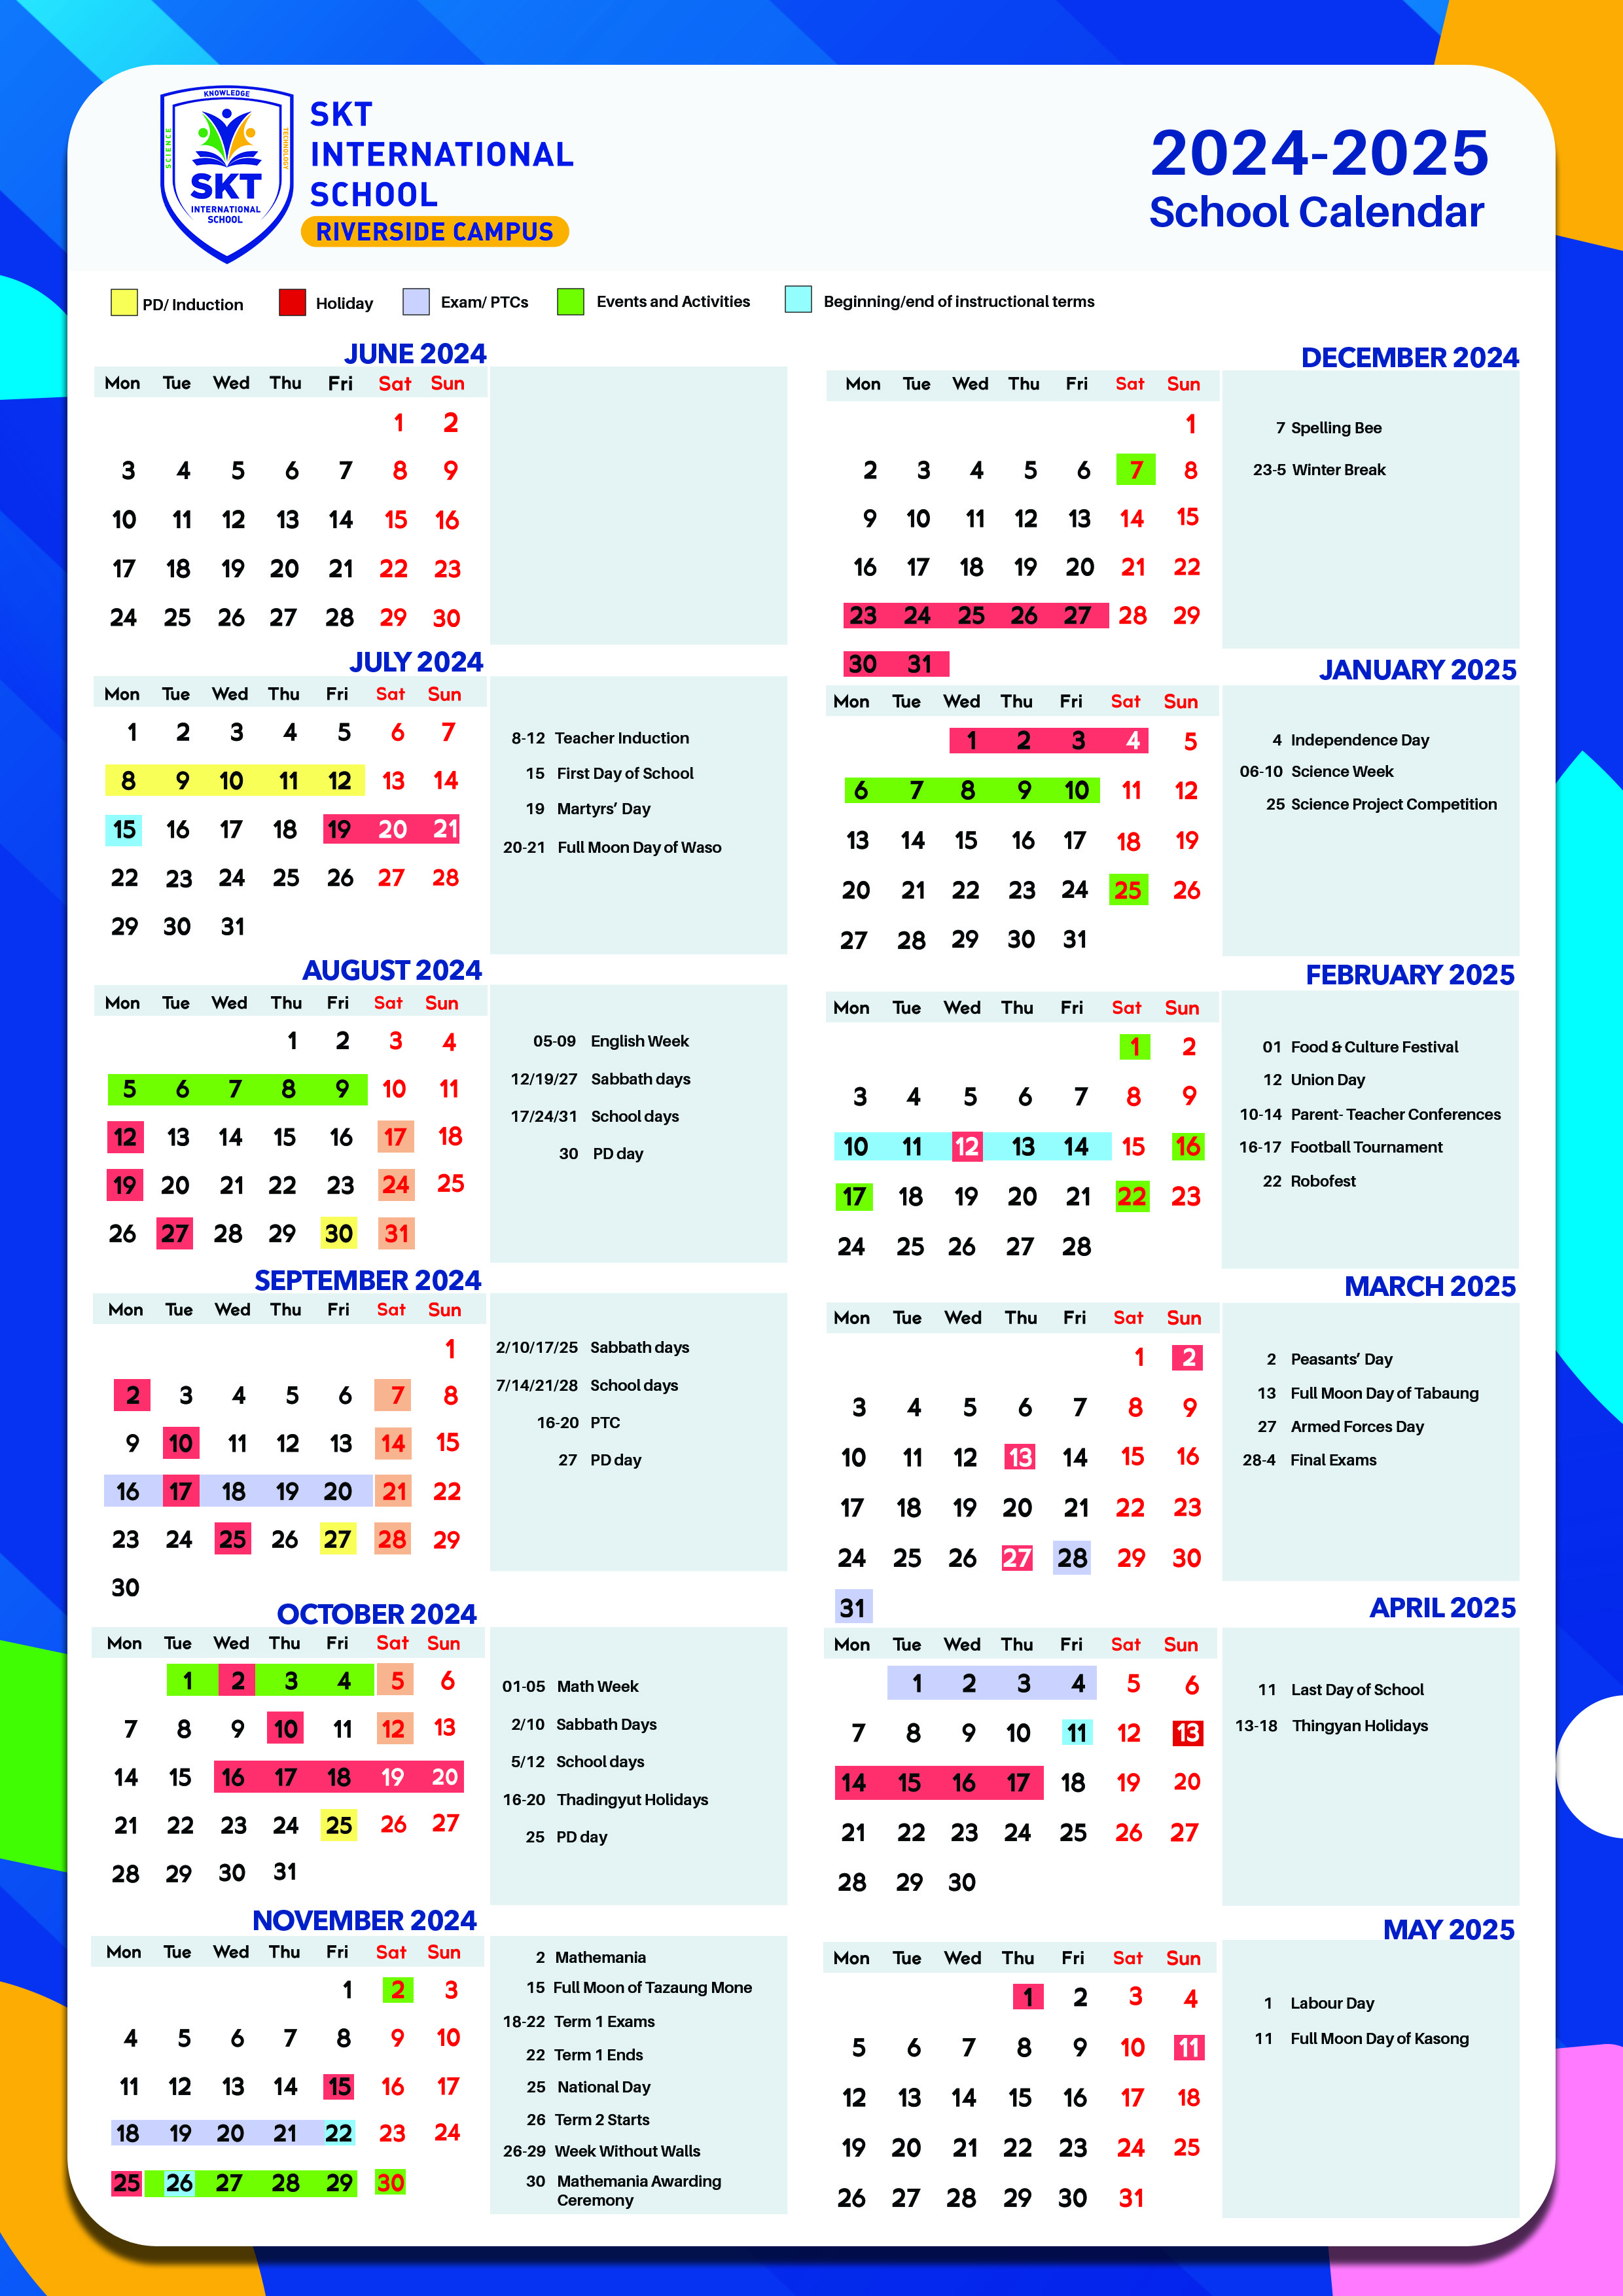 KNOWLEDGE
SCIENCE
TECHNOLOGY
SKT
INTERNATIONAL
SCHOOL
SKT
INTERNATIONAL
SCHOOL
RIVERSIDE CAMPUS
2024-2025
School Calendar
PD/ Induction Holiday Exam/ PTCs Events and Activities Beginning/end of instructional terms
JUNE 2024
Mon Tue Wed Thu Fri Sat Sun
1 2
3 4 5 6 7 8 9
10 11 12 13 14 15 16
17 18 19 20 21 22 23
24 25 26 27 28 29 30
JULY 2024
Mon Tue Wed Thu Fri Sat Sun
1 2 3 4 5 6 7
8 9 10 11 12 13 14
15 16 17 18 19 20 21
22 23 24 25 26 27 28
29 30 31
8-12 Teacher Induction
15 First Day of School
19 Martyrs’ Day
20-21 Full Moon Day of Waso
AUGUST 2024
Mon Tue Wed Thu Fri Sat Sun
1 2 3 4
5 6 7 8 9 10 11
12 13 14 15 16 17 18
19 20 21 22 23 24 25
26 27 28 29 30 31
05-09 English Week
12/19/27 Sabbath days
17/24/31 School days
30 PD day
SEPTEMBER 2024
Mon Tue Wed Thu Fri Sat Sun
1
2 3 4 5 6 7 8
9 10 11 12 13 14 15
16 17 18 19 20 21 22
23 24 25 26 27 28 29
30
2/10/17/25 Sabbath days
7/14/21/28 School days
16-20 PTC
27 PD day
OCTOBER 2024
Mon Tue Wed Thu Fri Sat Sun
1 2 3 4 5 6
7 8 9 10 11 12 13
14 15 16 17 18 19 20
21 22 23 24 25 26 27
28 29 30 31
01-05 Math Week
2/10 Sabbath Days
5/12 School days
16-20 Thadingyut Holidays
25 PD day
NOVEMBER 2024
Mon Tue Wed Thu Fri Sat Sun
1 2 3
4 5 6 7 8 9 10
11 12 13 14 15 16 17
18 19 20 21 22 23 24
25 26 27 28 29 30
2 Mathemania
15 Full Moon of Tazaung Mone
18-22 Term 1 Exams
22 Term 1 Ends
25 National Day
26 Term 2 Starts
26-29 Week Without Walls
30 Mathemania Awarding
Ceremony
DECEMBER 2024
Mon Tue Wed Thu Fri Sat Sun
1
2 3 4 5 6 7 8
9 10 11 12 13 14 15
16 17 18 19 20 21 22
23 24 25 26 27 28 29
30 31
7 Spelling Bee
23-5 Winter Break
JANUARY 2025
Mon Tue Wed Thu Fri Sat Sun
1 2 3 4 5
6 7 8 9 10 11 12
13 14 15 16 17 18 19
20 21 22 23 24 25 26
27 28 29 30 31
4 Independence Day
06-10 Science Week
25 Science Project Competition
FEBRUARY 2025
Mon Tue Wed Thu Fri Sat Sun
1 2
3 4 5 6 7 8 9
10 11 12 13 14 15 16
17 18 19 20 21 22 23
24 25 26 27 28
01 Food & Culture Festival
12 Union Day
10-14 Parent- Teacher Conferences
16-17 Football Tournament
22 Robofest
MARCH 2025
Mon Tue Wed Thu Fri Sat Sun
1 2
3 4 5 6 7 8 9
10 11 12 13 14 15 16
17 18 19 20 21 22 23
24 25 26 27 28 29 30
31
2 Peasants’ Day
13 Full Moon Day of Tabaung
27 Armed Forces Day
28-4 Final Exams
APRIL 2025
Mon Tue Wed Thu Fri Sat Sun
1 2 3 4 5 6
7 8 9 10 11 12 13
14 15 16 17 18 19 20
21 22 23 24 25 26 27
28 29 30
11 Last Day of School
13-18 Thingyan Holidays
MAY 2025
Mon Tue Wed Thu Fri Sat Sun
1 2 3 4
5 6 7 8 9 10 11
12 13 14 15 16 17 18
19 20 21 22 23 24 25
26 27 28 29 30 31
1 Labour Day
11 Full Moon Day of Kasong